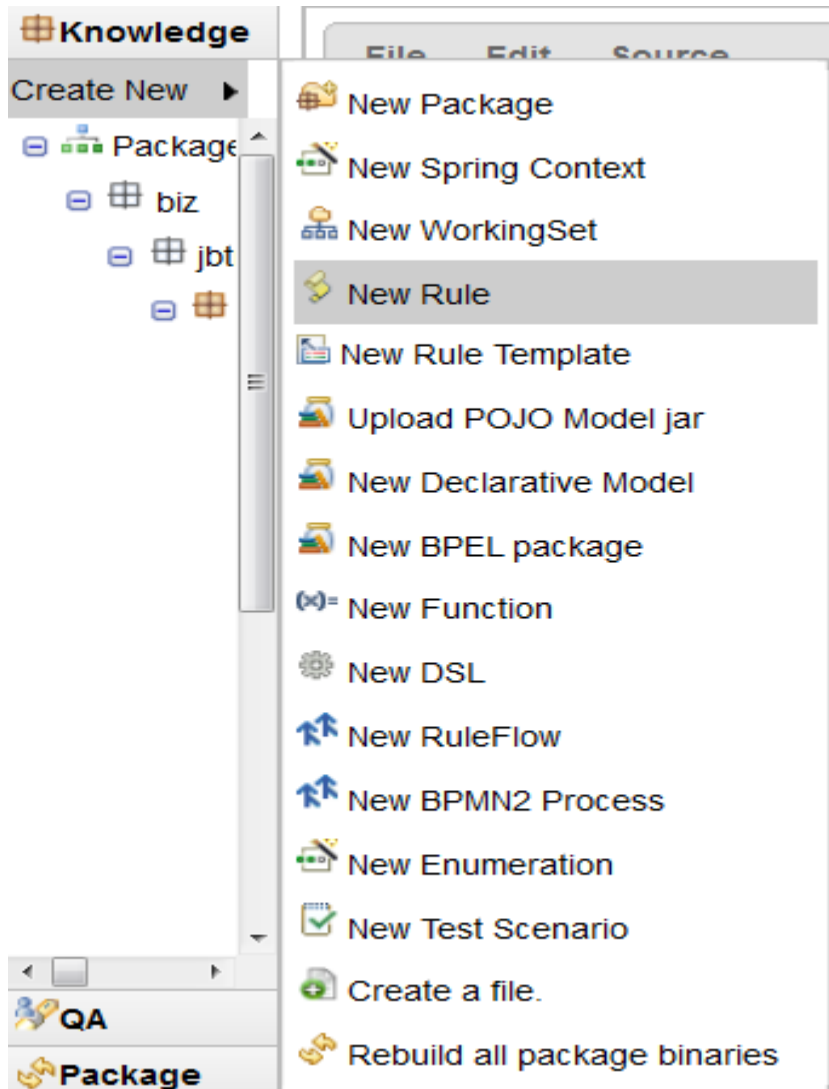 Knowledge
File Edit Source
Create New
Package
biz
jbt
New Package
New Spring Context
New WorkingSet
New Rule
New Rule Template
Upload POJO Model jar
New Declarative Model
New BPEL package
(x)= New Function
New DSL
New RuleFlow
New BPMN2 Process
New Enumeration
New Test Scenario
Create a file.
Rebuild all package binaries
QA
Package